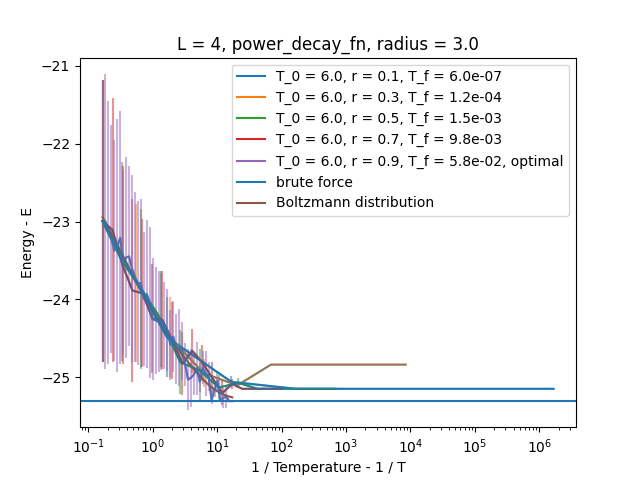 L = 4, power_decay_fn, radius = 3.0
T_0 = 6.0, r = 0.1, T_f = 6.0e-07
T_0 = 6.0, r = 0.3, T_f = 1.2e-04
T_0 = 6.0, r = 0.5, T_f = 1.5e-03
T_0 = 6.0, r = 0.7, T_f = 9.8e-03
T_0 = 6.0, r = 0.9, T_f = 5.8e-02, optimal
brute force
Boltzmann distribution
Energy - E
−21
−22
−23
−24
−25
10⁻¹ 10⁰ 10¹ 10² 10³ 10⁴ 10⁵ 10⁶
1 / Temperature - 1 / T